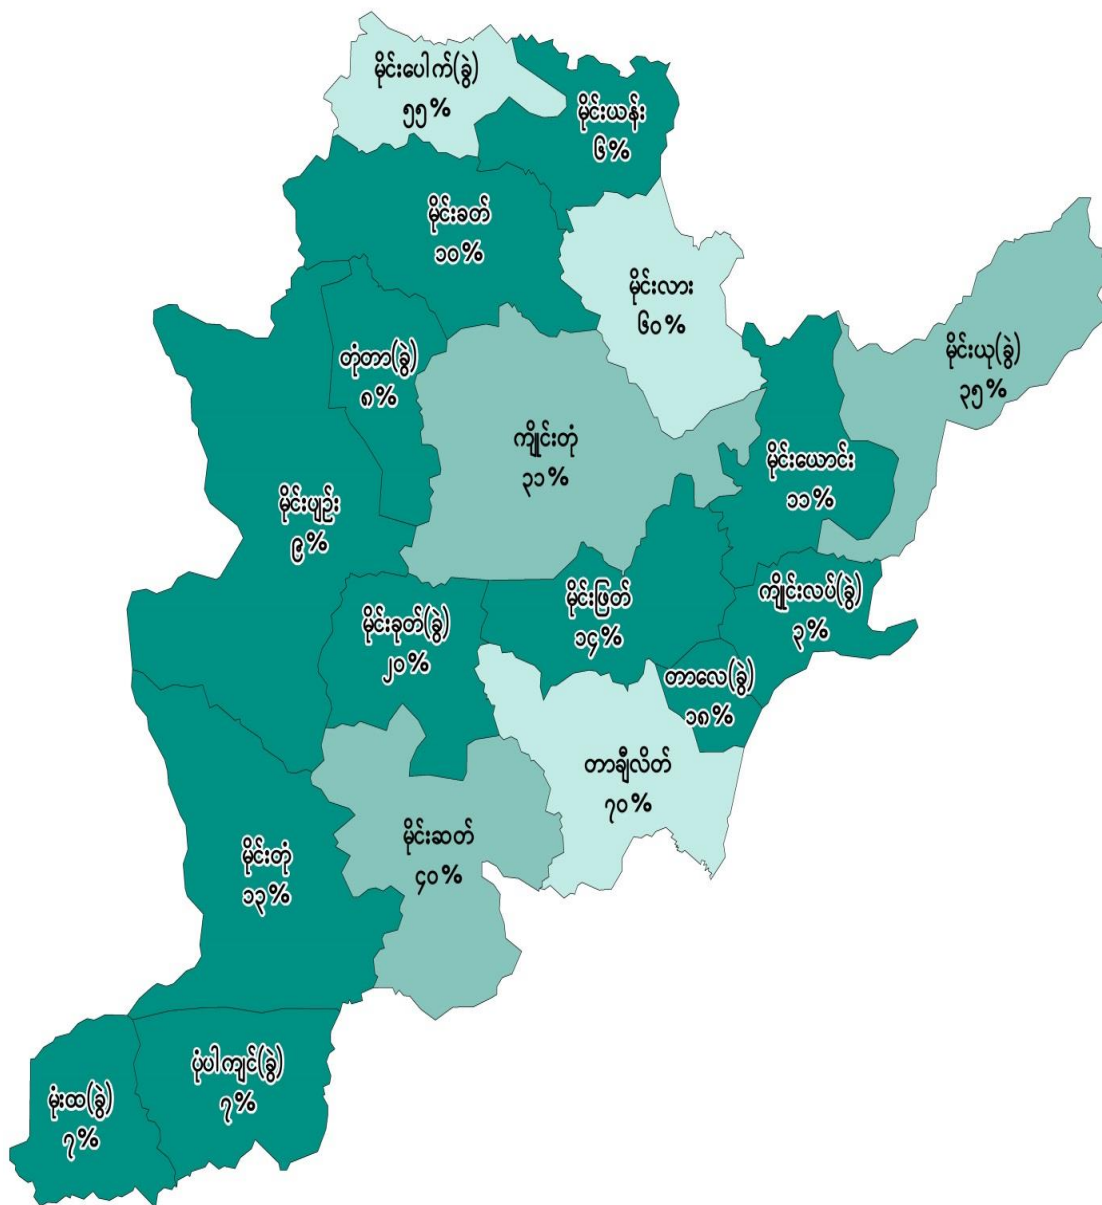 မိုင်းပေါက်(ခွဲ)
၅၅%
မိုင်းယန်း
၆%
မိုင်းခတ်
၁၀%
မိုင်းလား
၆၀%
မိုင်းယု(ခွဲ)
၃၅%
တုံတာ(ခွဲ)
၈%
ကျိုင်းတုံ
၃၁%
မိုင်းယောင်း
၁၁%
မိုင်းပျဉ်း
၉%
မိုင်းဖြတ်
၁၄%
ကျိုင်းလပ်(ခွဲ)
၃%
မိုင်းခုတ်(ခွဲ)
၂၀%
တာလေ(ခွဲ)
၁၈%
တာချီလိတ်
၇၀%
မိုင်းဆတ်
၄၀%
မိုင်းတုံ
၁၃%
ပုံပါကျင်(ခွဲ)
၇%
မုံးထ(ခွဲ)
၇%